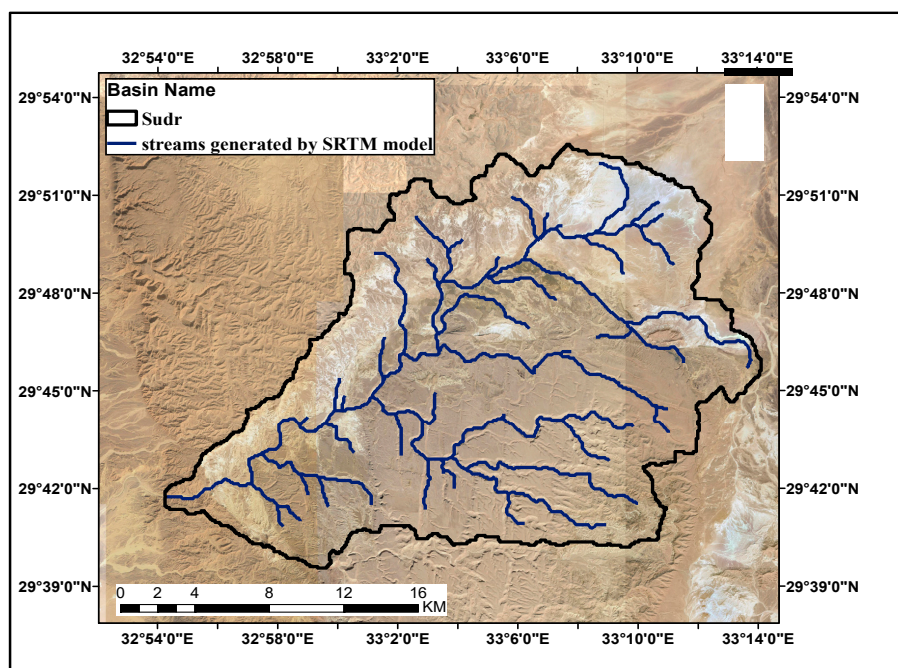 32°54'0"E 32°58'0"E 33°2'0"E 33°6'0"E 33°10'0"E 33°14'0"E
29°54'0"N 29°54'0"N
Basin Name
Sudr
streams generated by SRTM model
29°51'0"N 29°51'0"N
29°48'0"N 29°48'0"N
29°45'0"N 29°45'0"N
29°42'0"N 29°42'0"N
29°39'0"N 29°39'0"N
0 2 4 8 12 16
KM
32°54'0"E 32°58'0"E 33°2'0"E 33°6'0"E 33°10'0"E 33°14'0"E